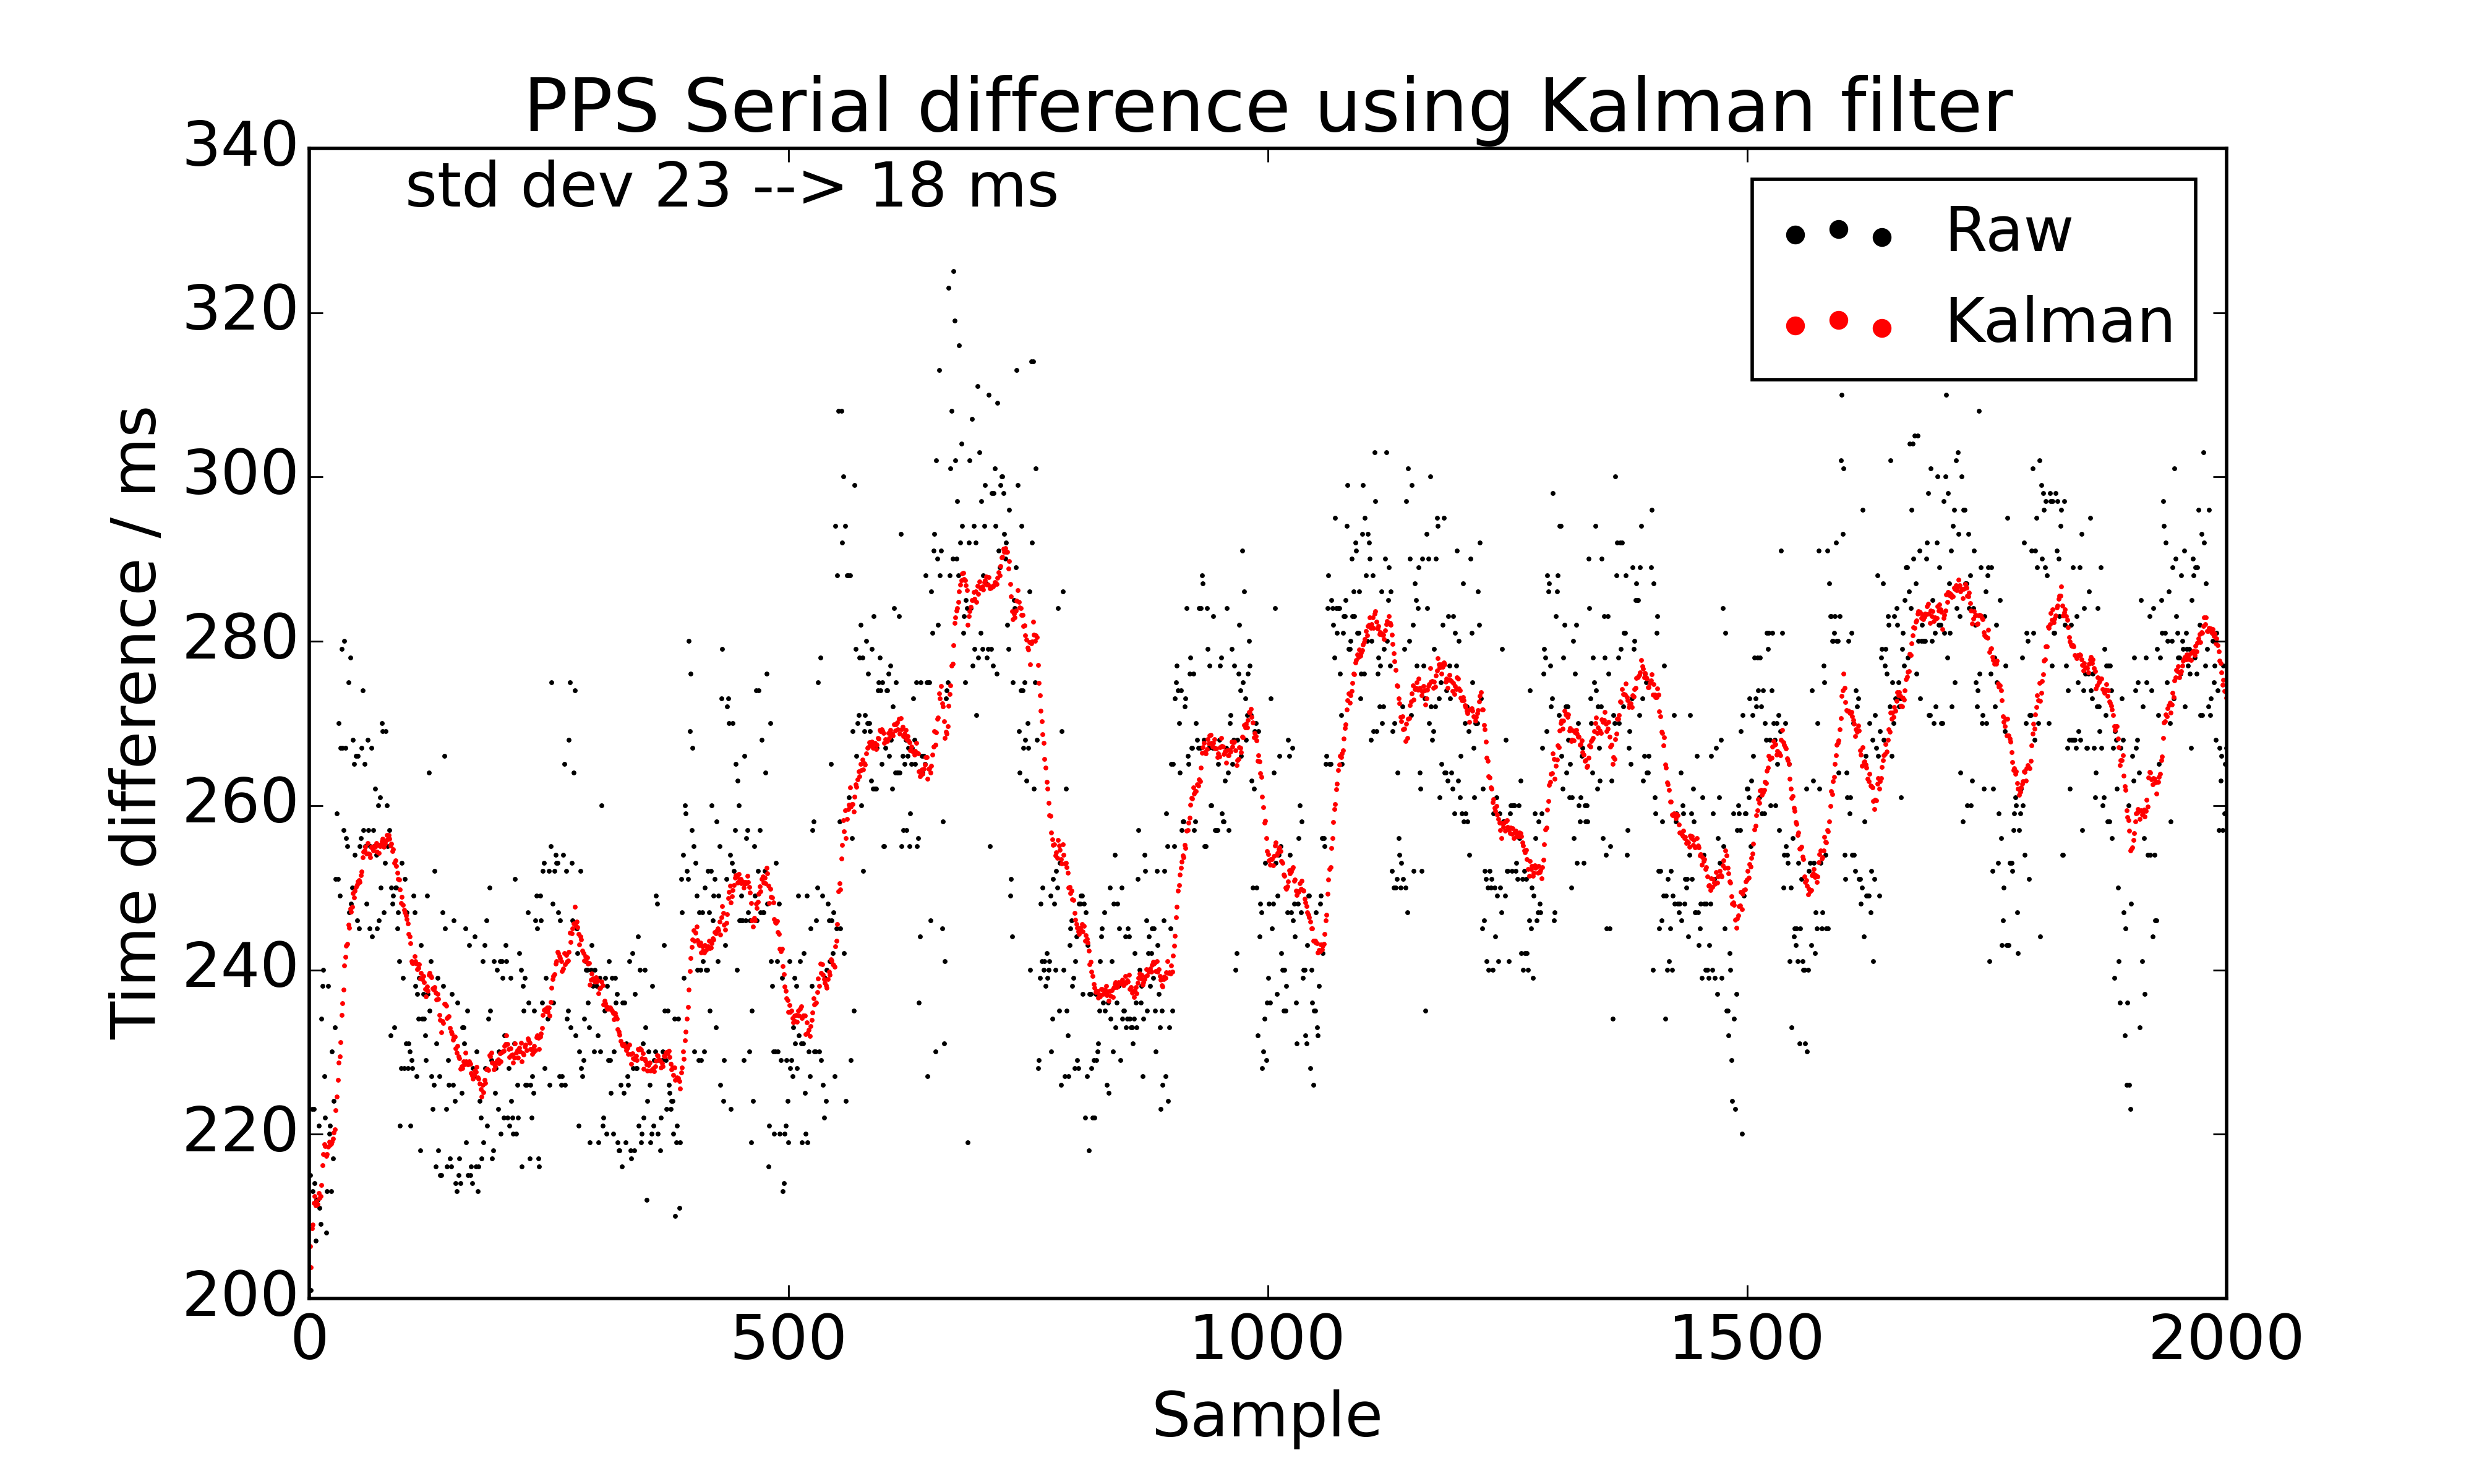 PPS Serial difference using Kalman filter
std dev 23 --> 18 ms
Raw
Kalman
Time difference / ms
340
320
300
280
260
240
220
200
0 500 1000 1500 2000
Sample